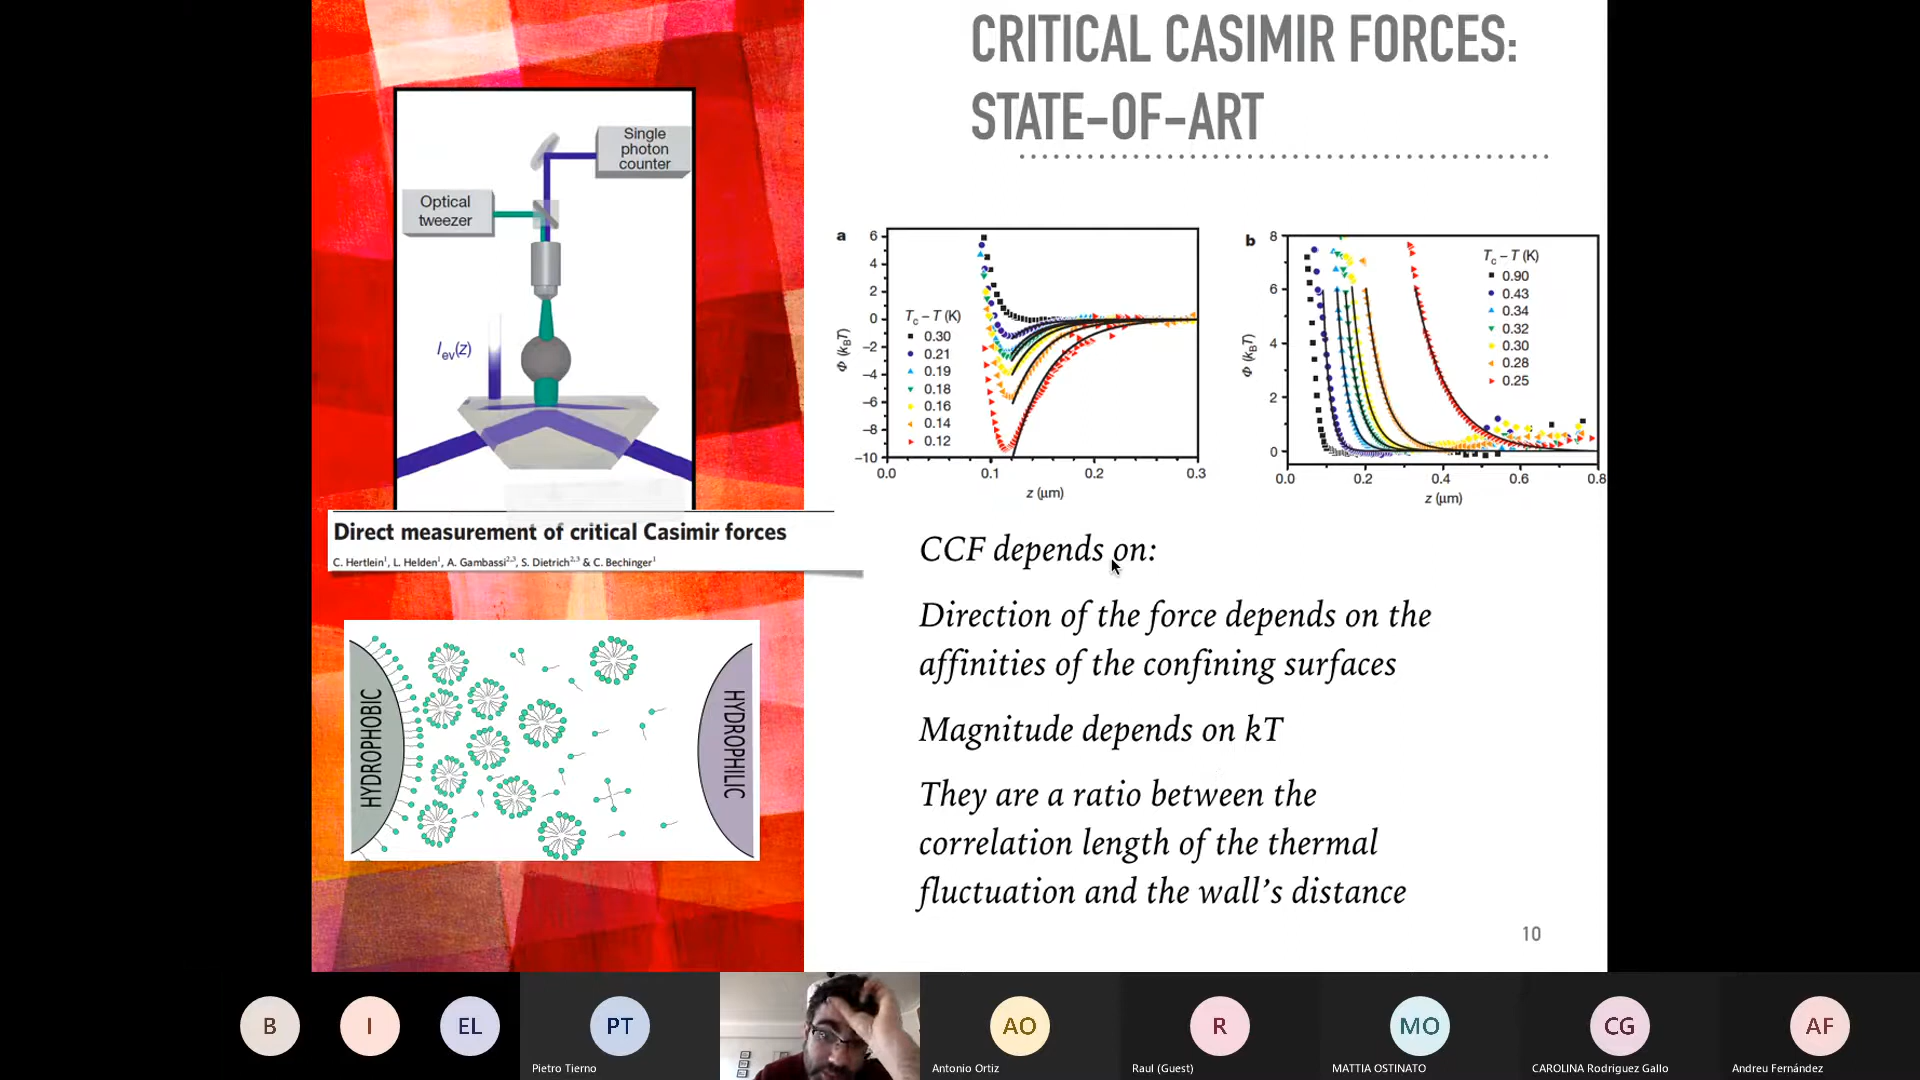 CRITICAL CASIMIR FORCES:
STATE-OF-ART
Single
photon
counter
Optical
tweezer
Iev(z)
Direct measurement of critical Casimir forces
C. Hertlein1, L. Helden1, A. Gambassi2,3, S. Dietrich2,3 & C. Bechinger1
HYDROPHOBIC
HYDROPHILIC
a
6
4
2
0
−2
−4
−6
−8
−10
Φ (kBT)
Tc – T (K)
0.30
0.21
0.19
0.18
0.16
0.14
0.12
0.0 0.1 0.2 0.3
z (μm)
b
8
6
4
2
0
Φ (kBT)
Tc – T (K)
0.90
0.43
0.34
0.32
0.30
0.28
0.25
0.0 0.2 0.4 0.6 0.8
z (μm)
CCF depends on:
Direction of the force depends on the
affinities of the confining surfaces
Magnitude depends on kT
They are a ratio between the
correlation length of the thermal
fluctuation and the wall’s distance
10
B I EL PT AO R MO CG AF
Pietro Tierno Antonio Ortiz Raul (Guest) MATTIA OSTINATO CAROLINA Rodriguez Gallo Andreu Fernández